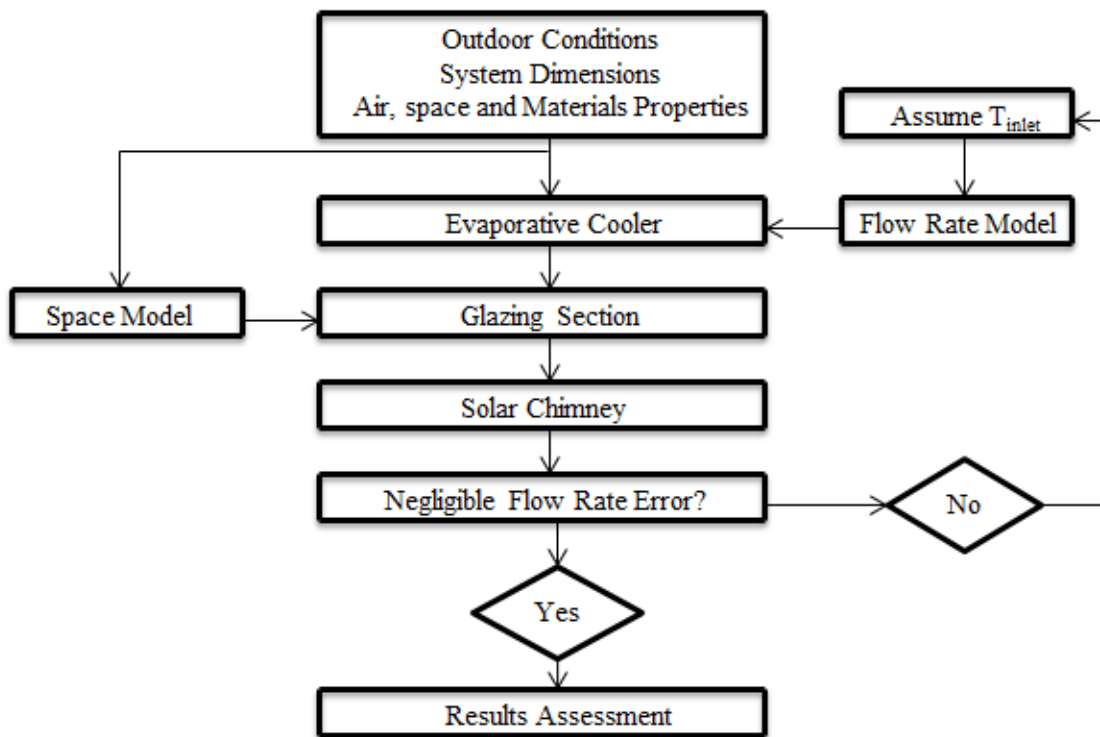 Outdoor Conditions
System Dimensions
Air, space and Materials Properties
Assume Tinlet
Evaporative Cooler
Flow Rate Model
Space Model
Glazing Section
Solar Chimney
Negligible Flow Rate Error?
No
Yes
Results Assessment